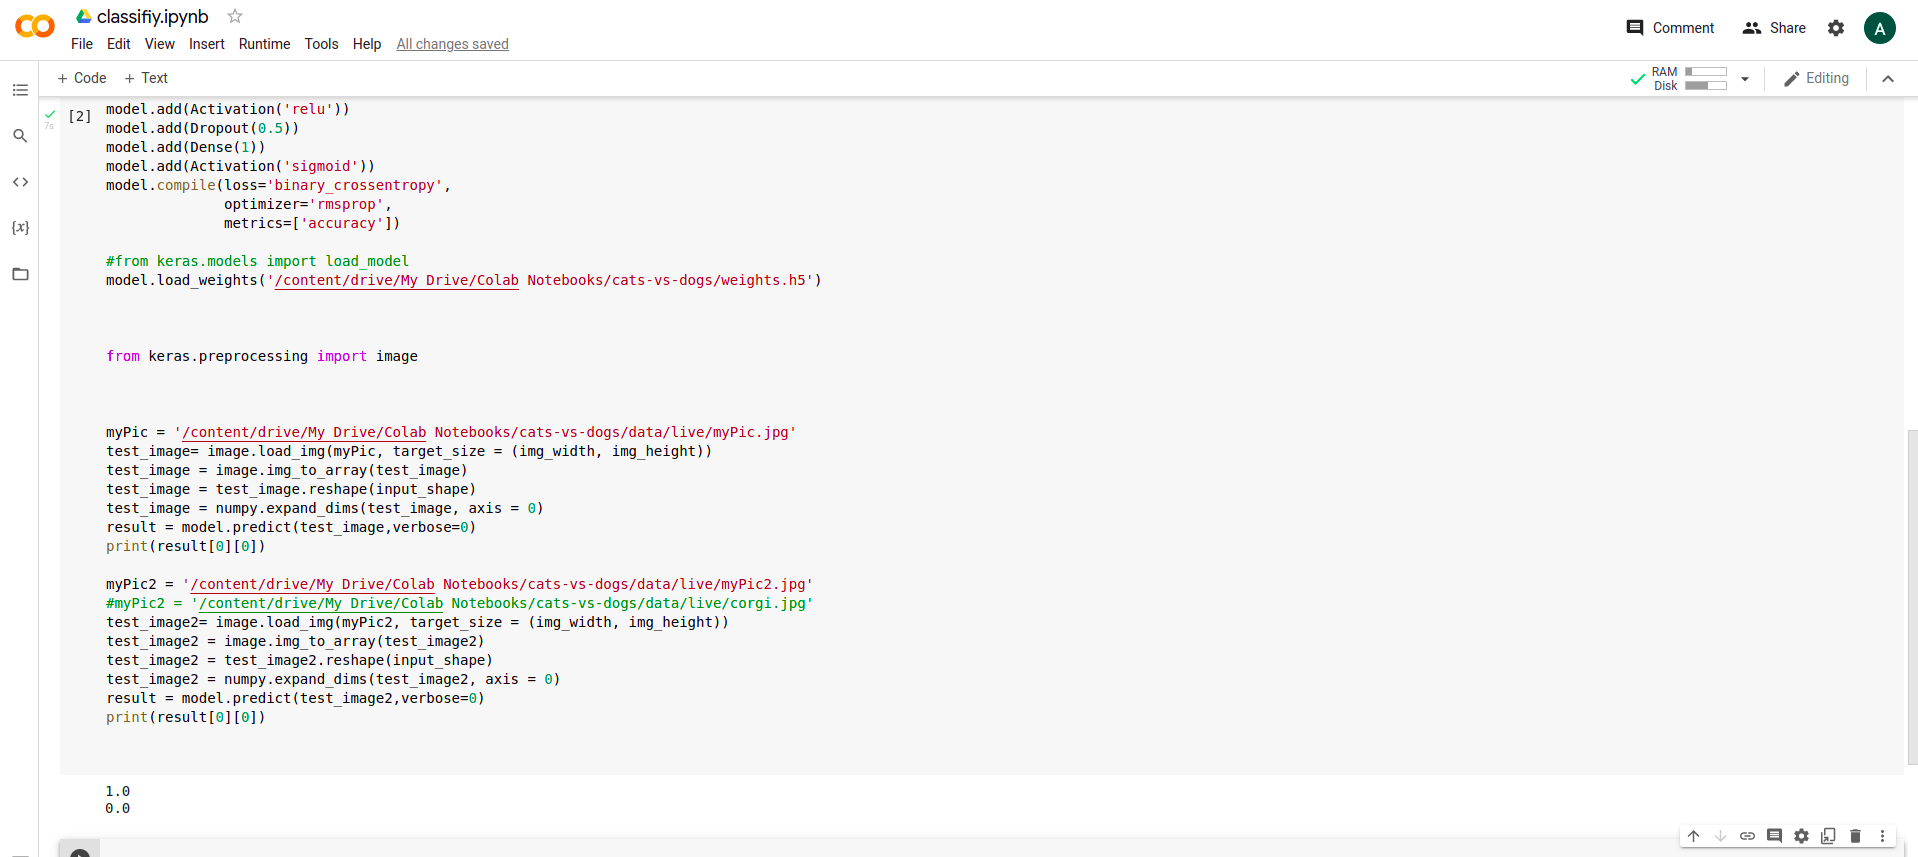 classifiy.ipynb
File Edit View Insert Runtime Tools Help All changes saved
Comment Share A
+ Code + Text
RAM
Disk
Editing
7s
[2]
model.add(Activation('relu'))
model.add(Dropout(0.5))
model.add(Dense(1))
model.add(Activation('sigmoid'))
model.compile(loss='binary_crossentropy',
              optimizer='rmsprop',
              metrics=['accuracy'])
#from keras.models import load_model
model.load_weights('/content/drive/My Drive/Colab Notebooks/cats-vs-dogs/weights.h5')
{x}
from keras.preprocessing import image
myPic = '/content/drive/My Drive/Colab Notebooks/cats-vs-dogs/data/live/myPic.jpg'
test_image= image.load_img(myPic, target_size = (img_width, img_height))
test_image = image.img_to_array(test_image)
test_image = test_image.reshape(input_shape)
test_image = numpy.expand_dims(test_image, axis = 0)
result = model.predict(test_image,verbose=0)
print(result[0][0])
myPic2 = '/content/drive/My Drive/Colab Notebooks/cats-vs-dogs/data/live/myPic2.jpg'
#myPic2 = '/content/drive/My Drive/Colab Notebooks/cats-vs-dogs/data/live/corgi.jpg'
test_image2= image.load_img(myPic2, target_size = (img_width, img_height))
test_image2 = image.img_to_array(test_image2)
test_image2 = test_image2.reshape(input_shape)
test_image2 = numpy.expand_dims(test_image2, axis = 0)
result = model.predict(test_image2,verbose=0)
print(result[0][0])
1.0
0.0